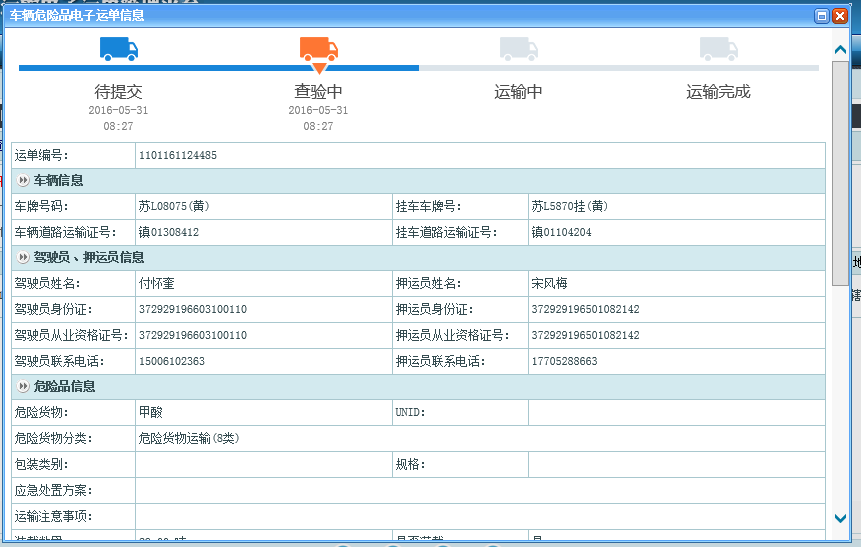 车辆危险品电子运单信息
待提交 查验中 运输中 运输完成
2016-05-31 2016-05-31
08:27 08:27
运单编号: 1101161124485
车辆信息
车牌号码: 苏L08075(黄) 挂车车牌号: 苏L5870挂(黄)
车辆道路运输证号: 镇01308412 挂车道路运输证号: 镇01104204
驾驶员、押运员信息
驾驶员姓名: 付怀奎 押运员姓名: 宋风梅
驾驶员身份证: 372929196603100110 押运员身份证: 372929196501082142
驾驶员从业资格证号: 372929196603100110 押运员从业资格证号: 372929196501082142
驾驶员联系电话: 15006102363 押运员联系电话: 17705288663
危险品信息
危险货物: 甲酸 UNID:
危险货物分类: 危险货物运输(8类)
包装类别: 规格:
应急处置方案:
运输注意事项: